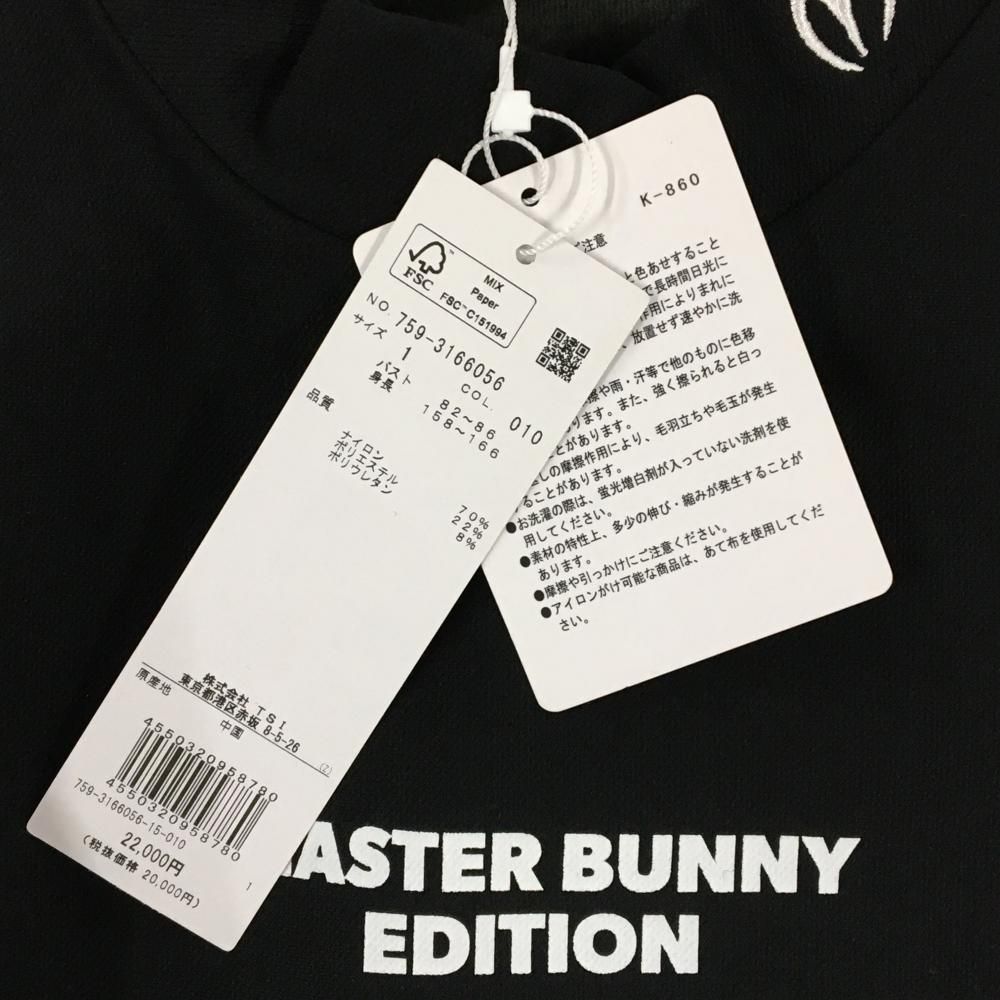 K-860
ご注意
と色あせすること
で長時間日光に
作用によりまれに
放置せず速やかに洗
擦や雨・汗等で他のものに色移
ります。また、強く擦られると白っ
とがあります。
しの摩擦作用により、毛羽立ちや毛玉が発生
ることがあります。
●お洗濯の際は、蛍光増白剤が入っていない洗剤を使
用してください。
●素材の特性上、多少の伸び・縮みが発生することが
あります。
●摩擦や引っかけにご注意ください。
●アイロンがけ可能な商品は、あて布を使用してくだ
さい。
FSC™
MIX
Paper
FSC™ C151994
NO. 759-3166056
サイズ 1 COL. 010
バスト 82～86
身長 158～166
品質
ナイロン 70%
ポリエステル 22%
ポリウレタン 8%
株式会社 TSI
東京都港区赤坂 8-5-26
原産地 中国 (Z)
4550320958780
4550320958780
759-3166056-15-010
22,000円
(税抜価格 20,000円)
1
ASTER BUNNY
EDITION